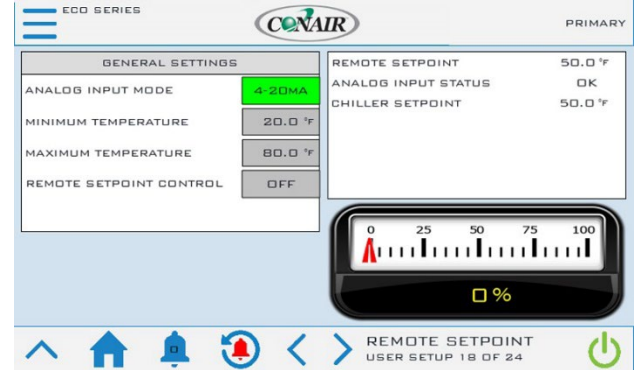 ECO SERIES
CONAIR
PRIMARY
GENERAL SETTINGS
ANALOG INPUT MODE 4-20MA
MINIMUM TEMPERATURE 20.0 °F
MAXIMUM TEMPERATURE 80.0 °F
REMOTE SETPOINT CONTROL OFF
REMOTE SETPOINT 50.0 °F
ANALOG INPUT STATUS OK
CHILLER SETPOINT 50.0 °F
0 25 50 75 100
0 %
0
REMOTE SETPOINT
USER SETUP 18 OF 24